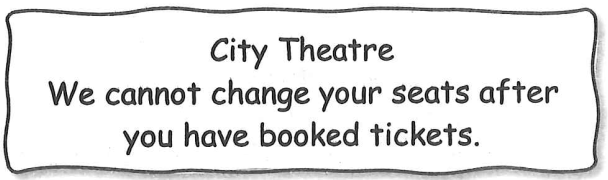 City Theatre
We cannot change your seats after
you have booked tickets.